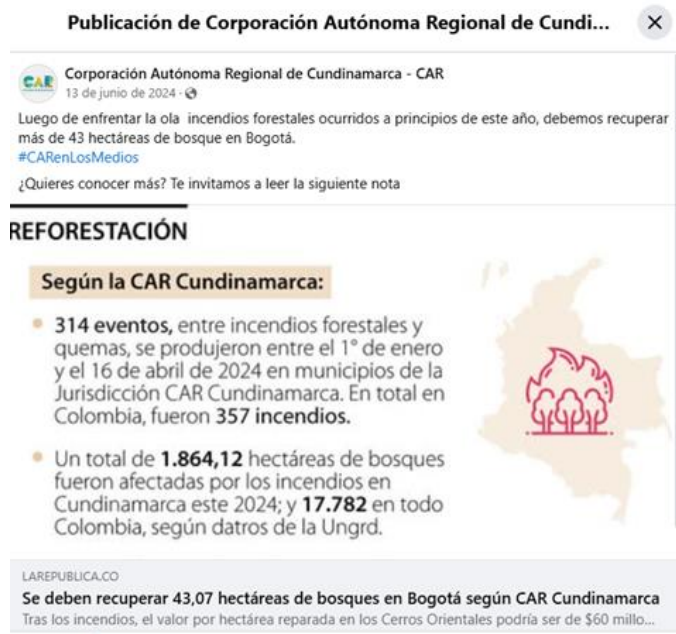 Publicación de Corporación Autónoma Regional de Cundi...
CAR
Corporación Autónoma Regional de Cundinamarca - CAR
13 de junio de 2024 ·
Luego de enfrentar la ola incendios forestales ocurridos a principios de este año, debemos recuperar
más de 43 hectáreas de bosque en Bogotá.
#CARenLosMedios
¿Quieres conocer más? Te invitamos a leer la siguiente nota
REFORESTACIÓN
Según la CAR Cundinamarca:
• 314 eventos, entre incendios forestales y
quemas, se produjeron entre el 1° de enero
y el 16 de abril de 2024 en municipios de la
Jurisdicción CAR Cundinamarca. En total en
Colombia, fueron 357 incendios.
• Un total de 1.864,12 hectáreas de bosques
fueron afectadas por los incendios en
Cundinamarca este 2024; y 17.782 en todo
Colombia, según datros de la Ungrd.
LAREPUBLICA.CO
Se deben recuperar 43,07 hectáreas de bosques en Bogotá según CAR Cundinamarca
Tras los incendios, el valor por hectárea reparada en los Cerros Orientales podría ser de $60 millo...